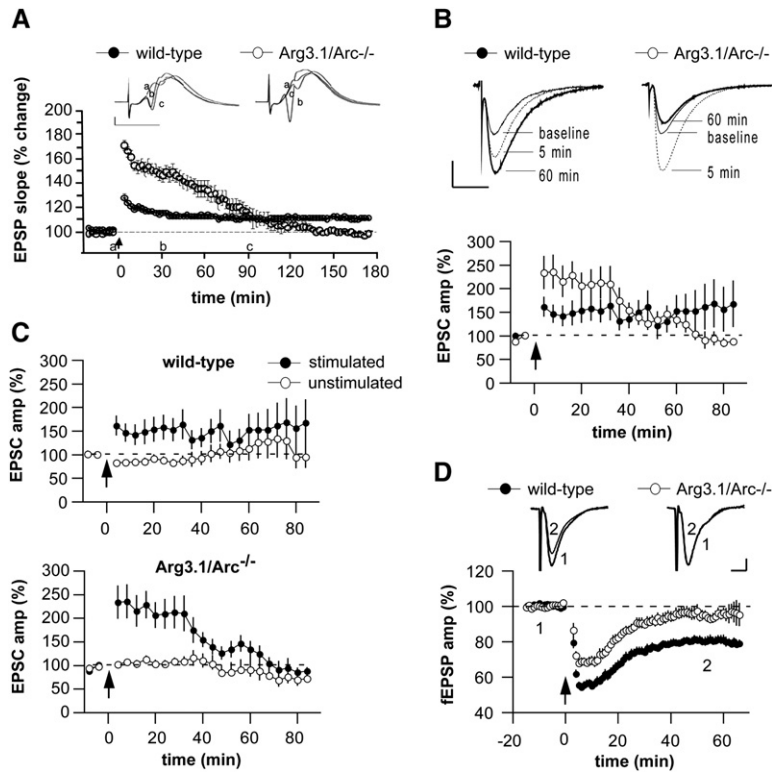 A
wild-type
Arg3.1/Arc-/-
a
b
c
a
c
b
EPSP slope (% change)
200
180
160
140
120
100
80
a
b
c
0
30
60
90
120
150
180
time (min)
B
wild-type
Arg3.1/Arc-/-
baseline
5 min
60 min
60 min
baseline
5 min
EPSC amp (%)
300
250
200
150
100
50
0
0
20
40
60
80
time (min)
C
wild-type
stimulated
unstimulated
EPSC amp (%)
300
250
200
150
100
50
0
0
20
40
60
80
Arg3.1/Arc-/-
EPSC amp (%)
300
250
200
150
100
50
0
0
20
40
60
80
time (min)
D
wild-type
Arg3.1/Arc-/-
2
1
2
1
fEPSP amp (%)
120
100
80
60
40
1
2
-20
0
20
40
60
time (min)